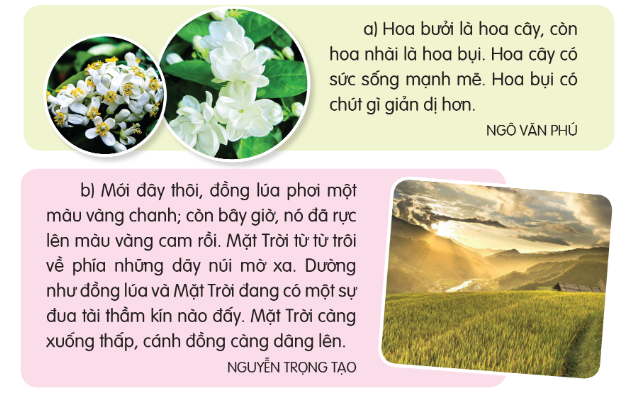 a) Hoa bưởi là hoa cây, còn
hoa nhài là hoa bụi. Hoa cây có
sức sống mạnh mẽ. Hoa bụi có
chút gì giản dị hơn.
NGÔ VĂN PHÚ
b) Mới đây thôi, đồng lúa phơi một
màu vàng chanh; còn bây giờ, nó đã rực
lên màu vàng cam rồi. Mặt Trời từ từ trôi
về phía những dãy núi mờ xa. Dường
như đồng lúa và Mặt Trời đang có một sự
đua tài thầm kín nào đấy. Mặt Trời càng
xuống thấp, cánh đồng càng dâng lên.
NGUYỄN TRỌNG TẠO